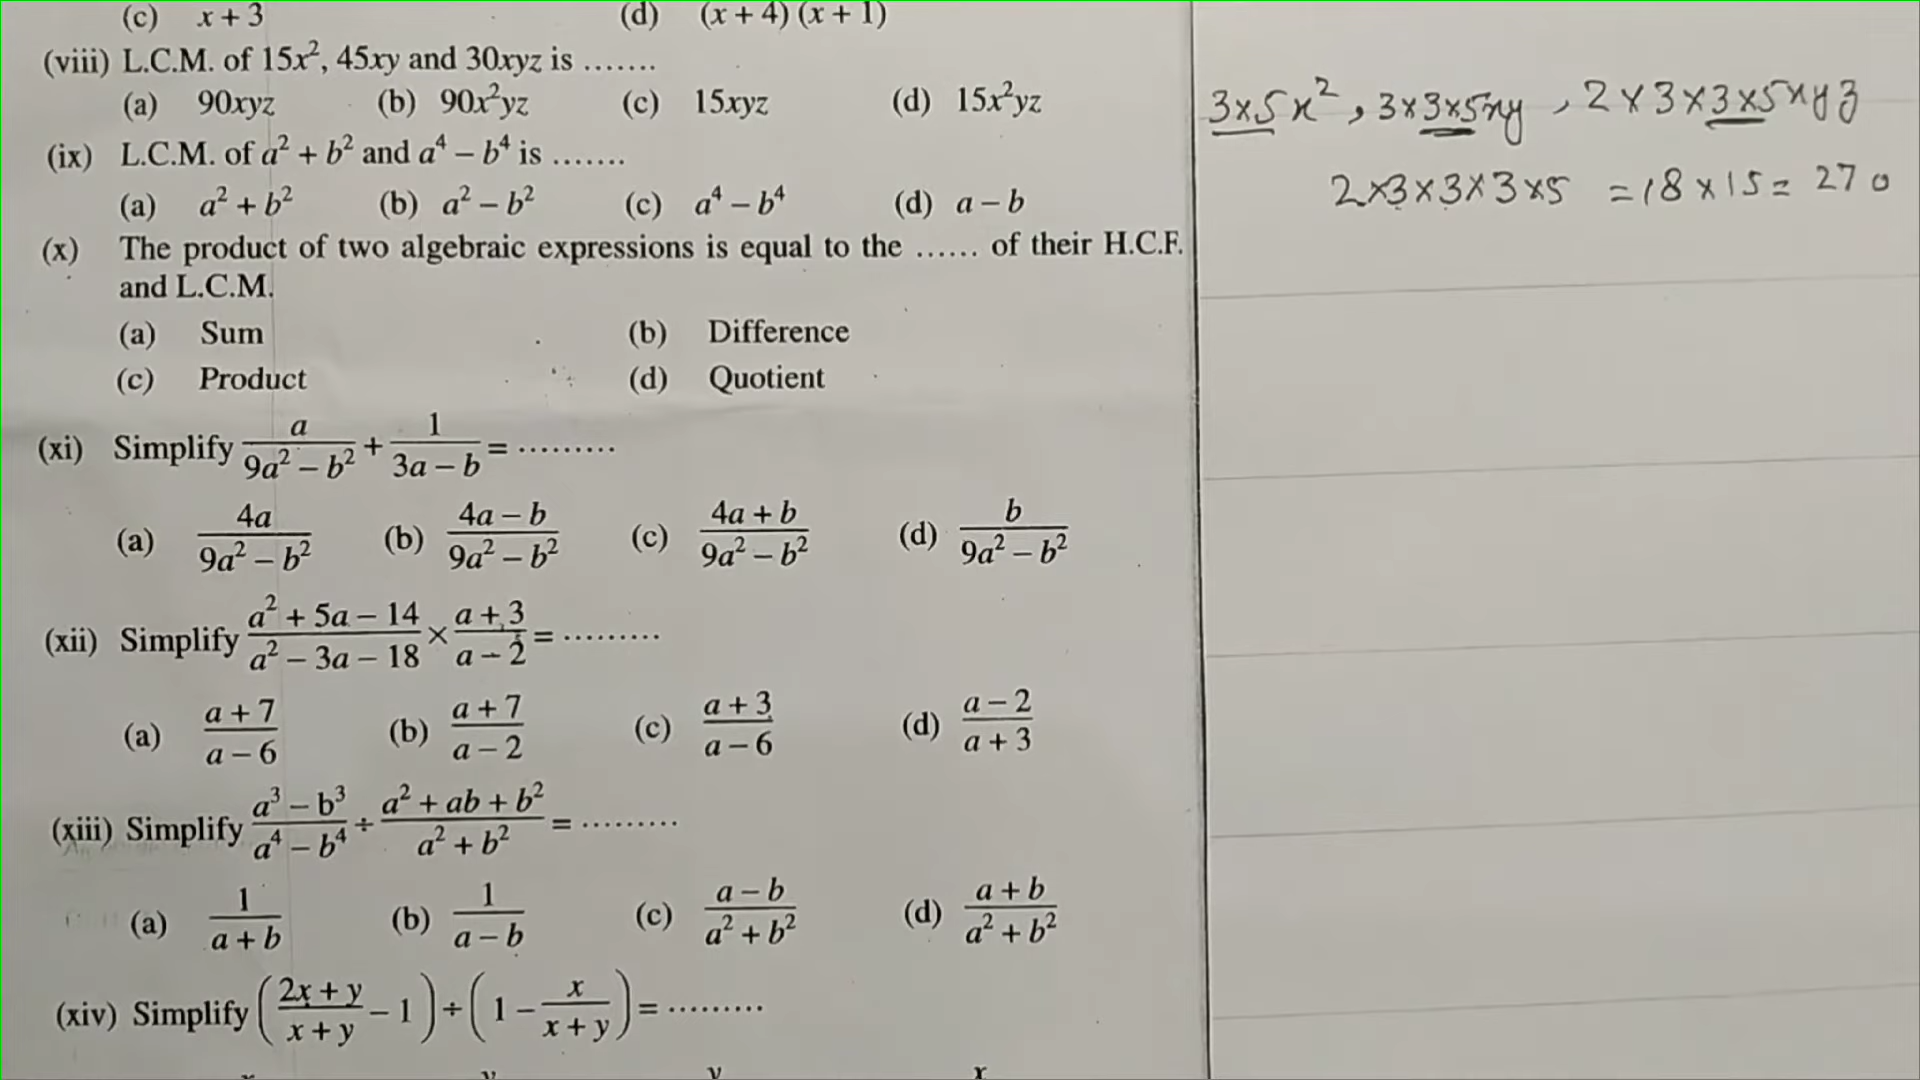 (c) x + 3 (d) (x + 4) (x + 1)
(viii) L.C.M. of 15x², 45xy and 30xyz is .......
(a) 90xyz (b) 90x²yz (c) 15xyz (d) 15x²yz
3×5x², 3×3×5xy, 2×3×3×5xyz
(ix) L.C.M. of a² + b² and a⁴ – b⁴ is .......
2×3×3×3×5 = 18×15 = 270
(a) a² + b² (b) a² – b² (c) a⁴ – b⁴ (d) a – b
(x) The product of two algebraic expressions is equal to the ...... of their H.C.F.
and L.C.M.
(a) Sum (b) Difference
(c) Product (d) Quotient
(xi) Simplify a/(9a² – b²) + 1/(3a – b) = .........
(a) 4a/(9a² – b²) (b) (4a – b)/(9a² – b²) (c) (4a + b)/(9a² – b²) (d) b/(9a² – b²)
(xii) Simplify (a² + 5a – 14)/(a² – 3a – 18) × (a + 3)/(a – 2) = .........
(a) (a + 7)/(a – 6) (b) (a + 7)/(a – 2) (c) (a + 3)/(a – 6) (d) (a – 2)/(a + 3)
(xiii) Simplify (a³ – b³)/(a⁴ – b⁴) ÷ (a² + ab + b²)/(a² + b²) = .........
(a) 1/(a + b) (b) 1/(a – b) (c) (a – b)/(a² + b²) (d) (a + b)/(a² + b²)
(xiv) Simplify ((2x + y)/(x + y) – 1) ÷ (1 – x/(x + y)) = .........